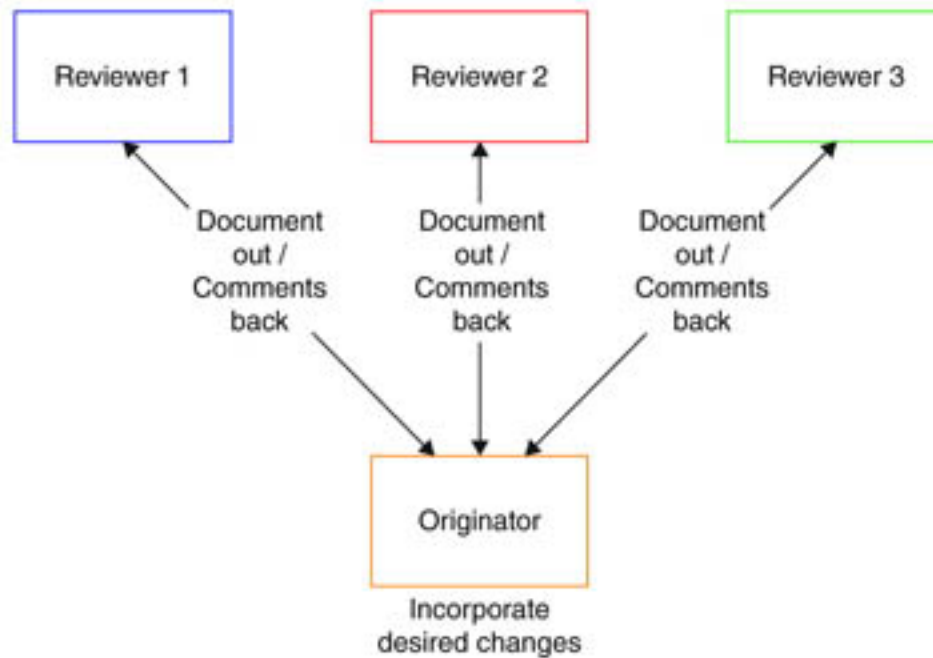 Reviewer 1
Reviewer 2
Reviewer 3
Document
out /
Comments
back
Document
out /
Comments
back
Document
out /
Comments
back
Originator
Incorporate
desired changes